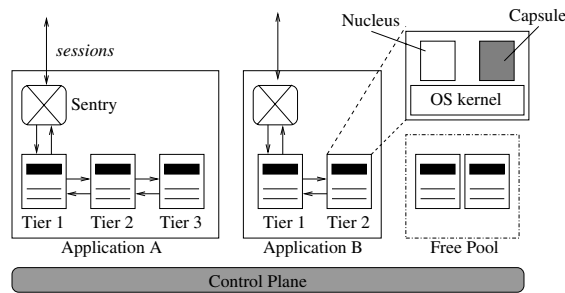 Nucleus
Capsule
sessions
Sentry
OS kernel
Tier 1
Tier 2
Tier 3
Tier 1
Tier 2
Application A
Application B
Free Pool
Control Plane